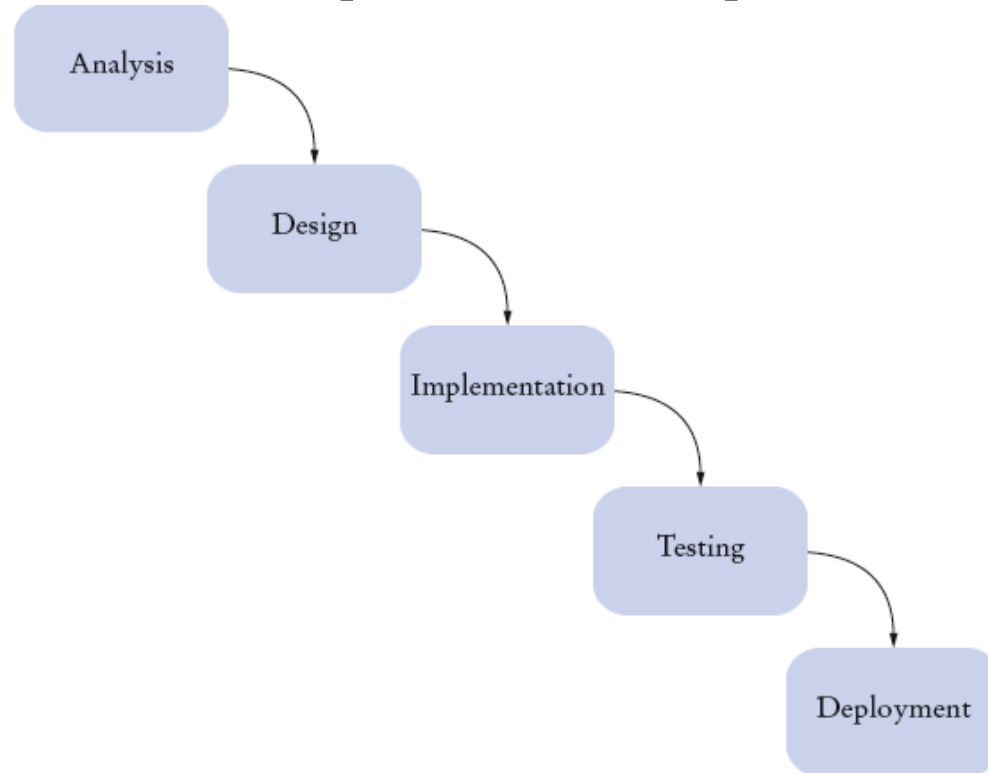 Analysis
Design
Implementation
Testing
Deployment